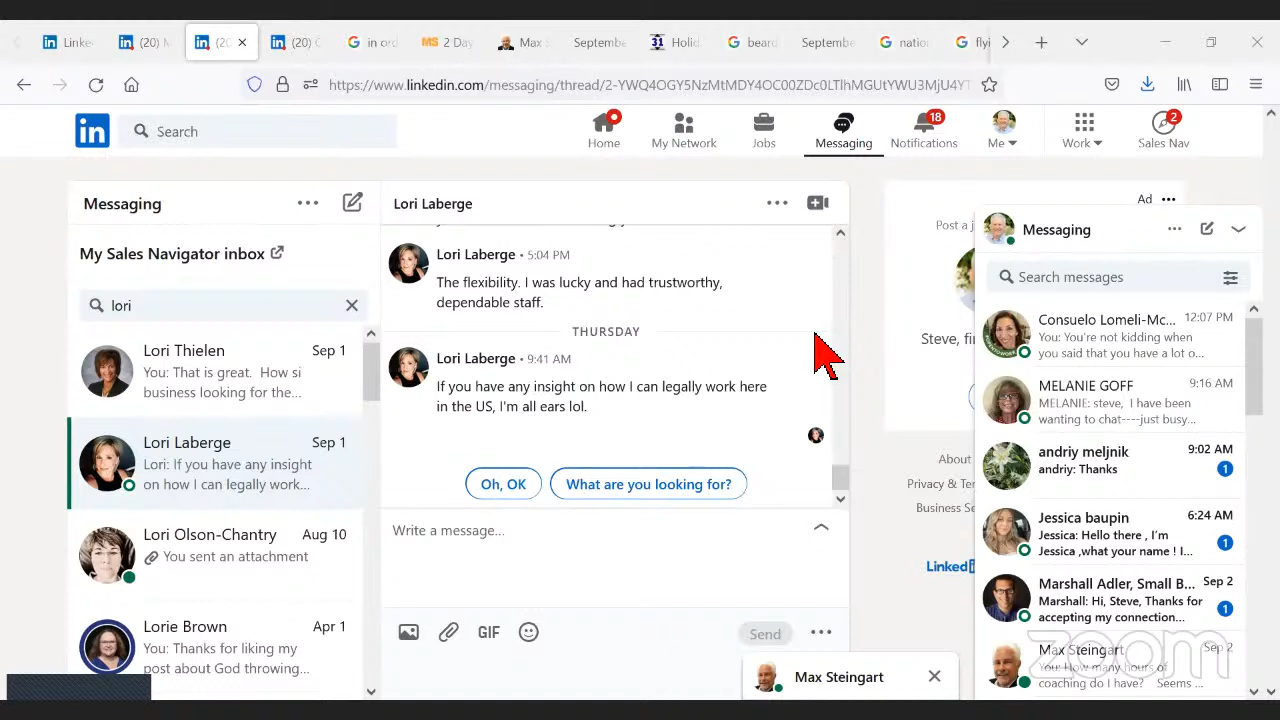 Linke
(20) M
(20
(20) C
in ord
MS 2 Day
Max S
Septembe
31 Holid
beard
Septembe
natio
flyi
https://www.linkedin.com/messaging/thread/
in Search
Home
My Network
Jobs
Messaging
18
Notifications
Me
Work
2
Sales Nav
Messaging
My Sales Navigator inbox
lori
Lori Thielen Sep 1
You: That is great. How si
business looking for the...
Lori Laberge Sep 1
Lori: If you have any insight
on how I can legally work...
Lori Olson-Chantry Aug 10
You sent an attachment
Lorie Brown Apr 1
You: Thanks for liking my
post about God throwing...
Lori Laberge
Lori Laberge • 5:04 PM
The flexibility. I was lucky and had trustworthy,
dependable staff.
THURSDAY
Lori Laberge • 9:41 AM
If you have any insight on how I can legally work here
in the US, I'm all ears lol.
Oh, OK
What are you looking for?
Write a message...
GIF
Send
Ad
Post a j
Steve, fin
About
Privacy & Ter
Business Se
Linked
Messaging
Search messages
Consuelo Lomeli-Mc... 12:07 PM
You: You're not kidding when
you said that you have a lot o...
MELANIE GOFF 9:16 AM
MELANIE: steve, I have been
wanting to chat----just busy...
andriy meljnik 9:02 AM
andriy: Thanks 1
Jessica baupin 6:24 AM
Jessica: Hello there , I'm
Jessica ,what your name ! I... 1
Marshall Adler, Small B... Sep 2
Marshall: Hi, Steve, Thanks for
accepting my connection... 1
Max Steingart Sep 2
You: How many hours of
coaching do I have? Seems ...
Max Steingart
zoom